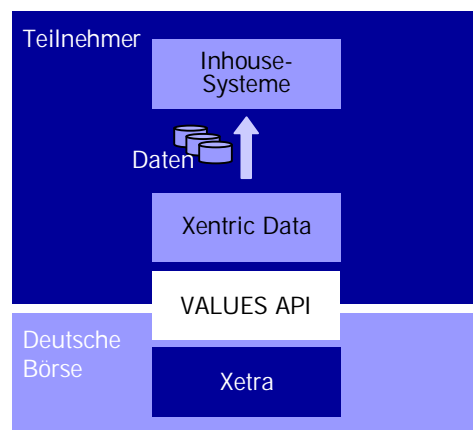 Teilnehmer
Inhouse-
Systeme
Daten
Xentric Data
VALUES API
Deutsche
Börse
Xetra